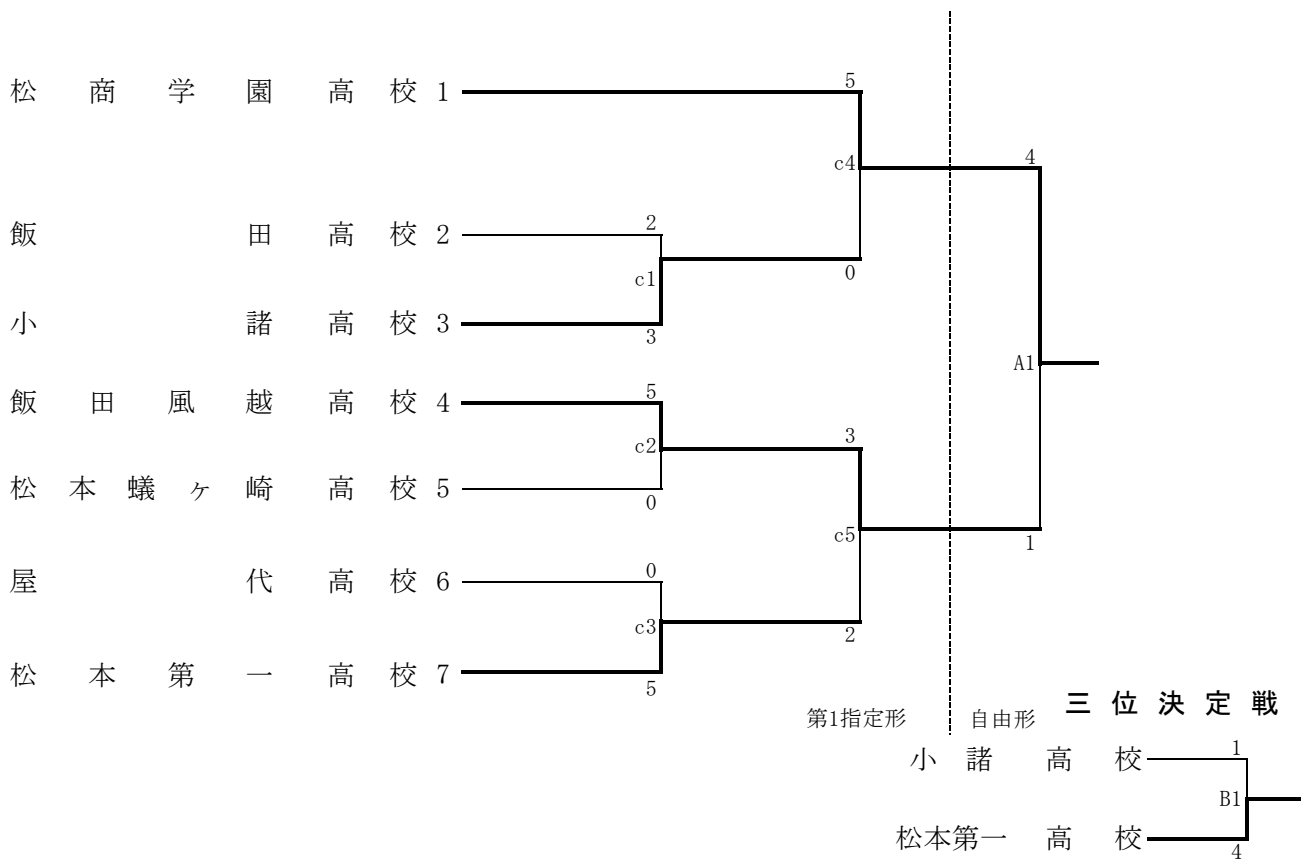 5
松商学園高校 1
c4
4
2
飯田高校 2
0
c1
小諸高校 3
3
A1
5
飯田風越高校 4
3
c2
松本蟻ヶ崎高校 5
0
c5
1
0
屋代高校 6
c3
2
松本第一高校 7
5
第1指定形 自由形 三位決定戦
1
小諸高校
B1
松本第一高校
4